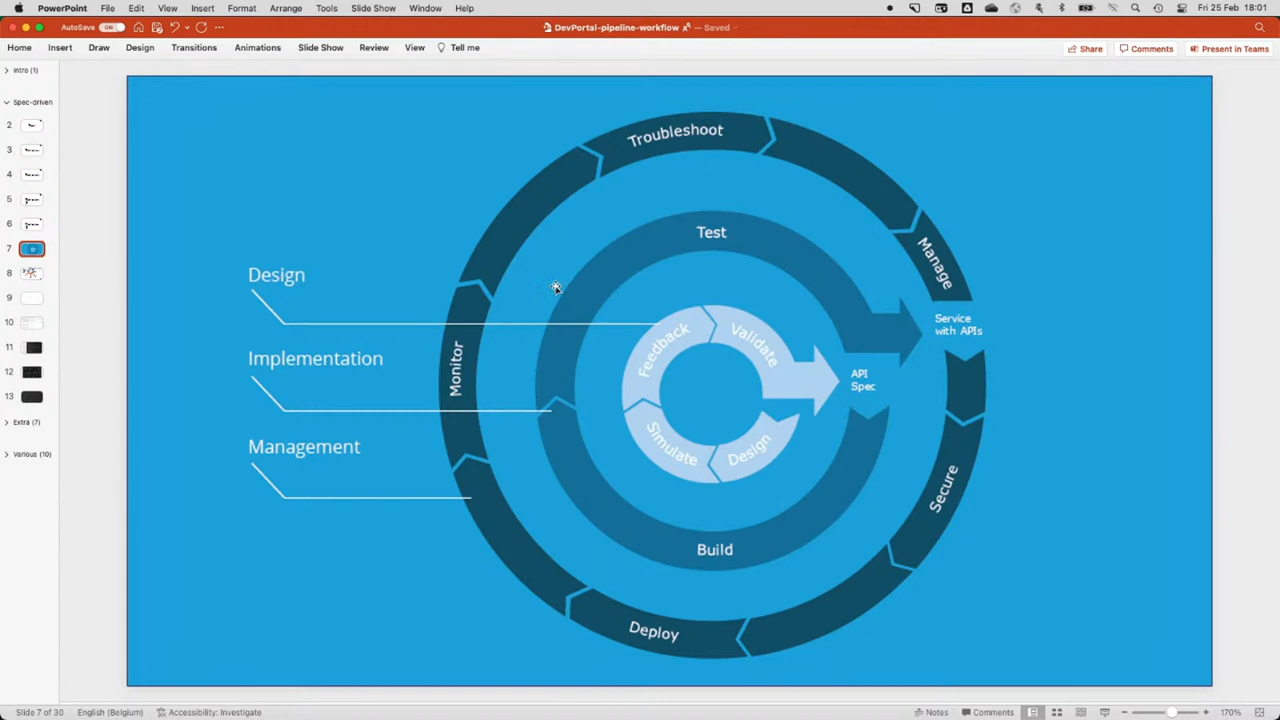 PowerPoint File Edit View Insert Format Arrange Tools Slide Show Window Help Fri 25 Feb 18:01
AutoSave ON DevPortal-pipeline-workflow — Saved
Home Insert Draw Design Transitions Animations Slide Show Review View Tell me Share Comments Present in Teams
Intro (1)
Spec-driven
2
3
4
5
6
7
8
9
10
11
12
13
Extra (7)
Various (10)
Design
Implementation
Management
Troubleshoot
Manage
Service
with APIs
Secure
Deploy
Monitor
Test
Build
Feedback
Validate
API
Spec
Design
Simulate
Slide 7 of 30 English (Belgium) Accessibility: Investigate Notes Comments 170%